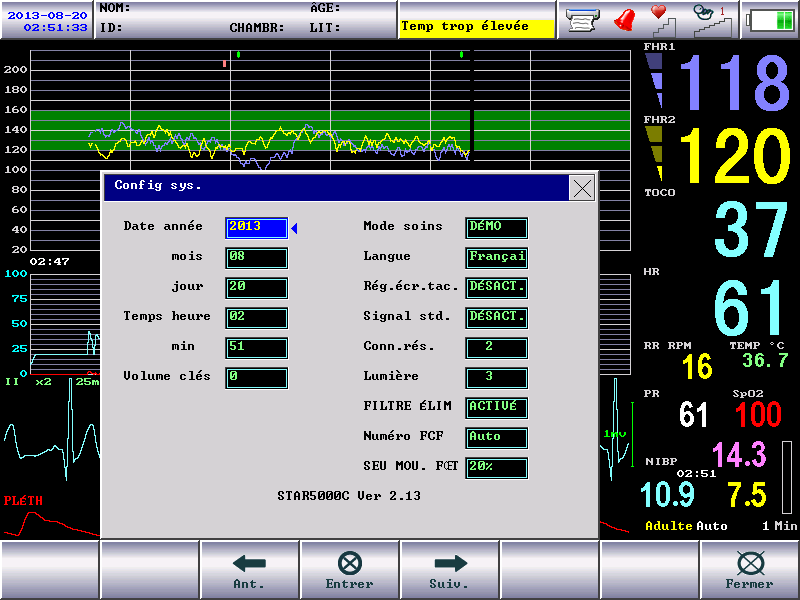 2013-08-20
02:51:33
NOM:
ÂGE:
ID:
CHAMBR:
LIT:
Temp trop élevée
1
FHR1
118
FHR2
120
TOCO
37
HR
61
RR RPM
16
TEMP °C
36.7
PR
61
SpO2
100
NIBP
02:51
14.3
10.9
7.5
Adulte Auto
1 Min
200
180
160
140
120
100
80
60
40
20
02:47
100
75
50
25
0
II x2 25m
1mv
PLÉTH
Config sys.
Date année 2013
mois 08
jour 20
Temps heure 02
min 51
Volume clés 0
Mode soins DÉMO
Langue Françai
Rég.écr.tac. DÉSACT.
Signal std. DÉSACT.
Conn.rés. 2
Lumière 3
FILTRE ÉLIM ACTIVÉ
Numéro FCF Auto
SEU MOU. FŒT 20%
STAR5000C Ver 2.13
Ant.
Entrer
Suiv.
Fermer